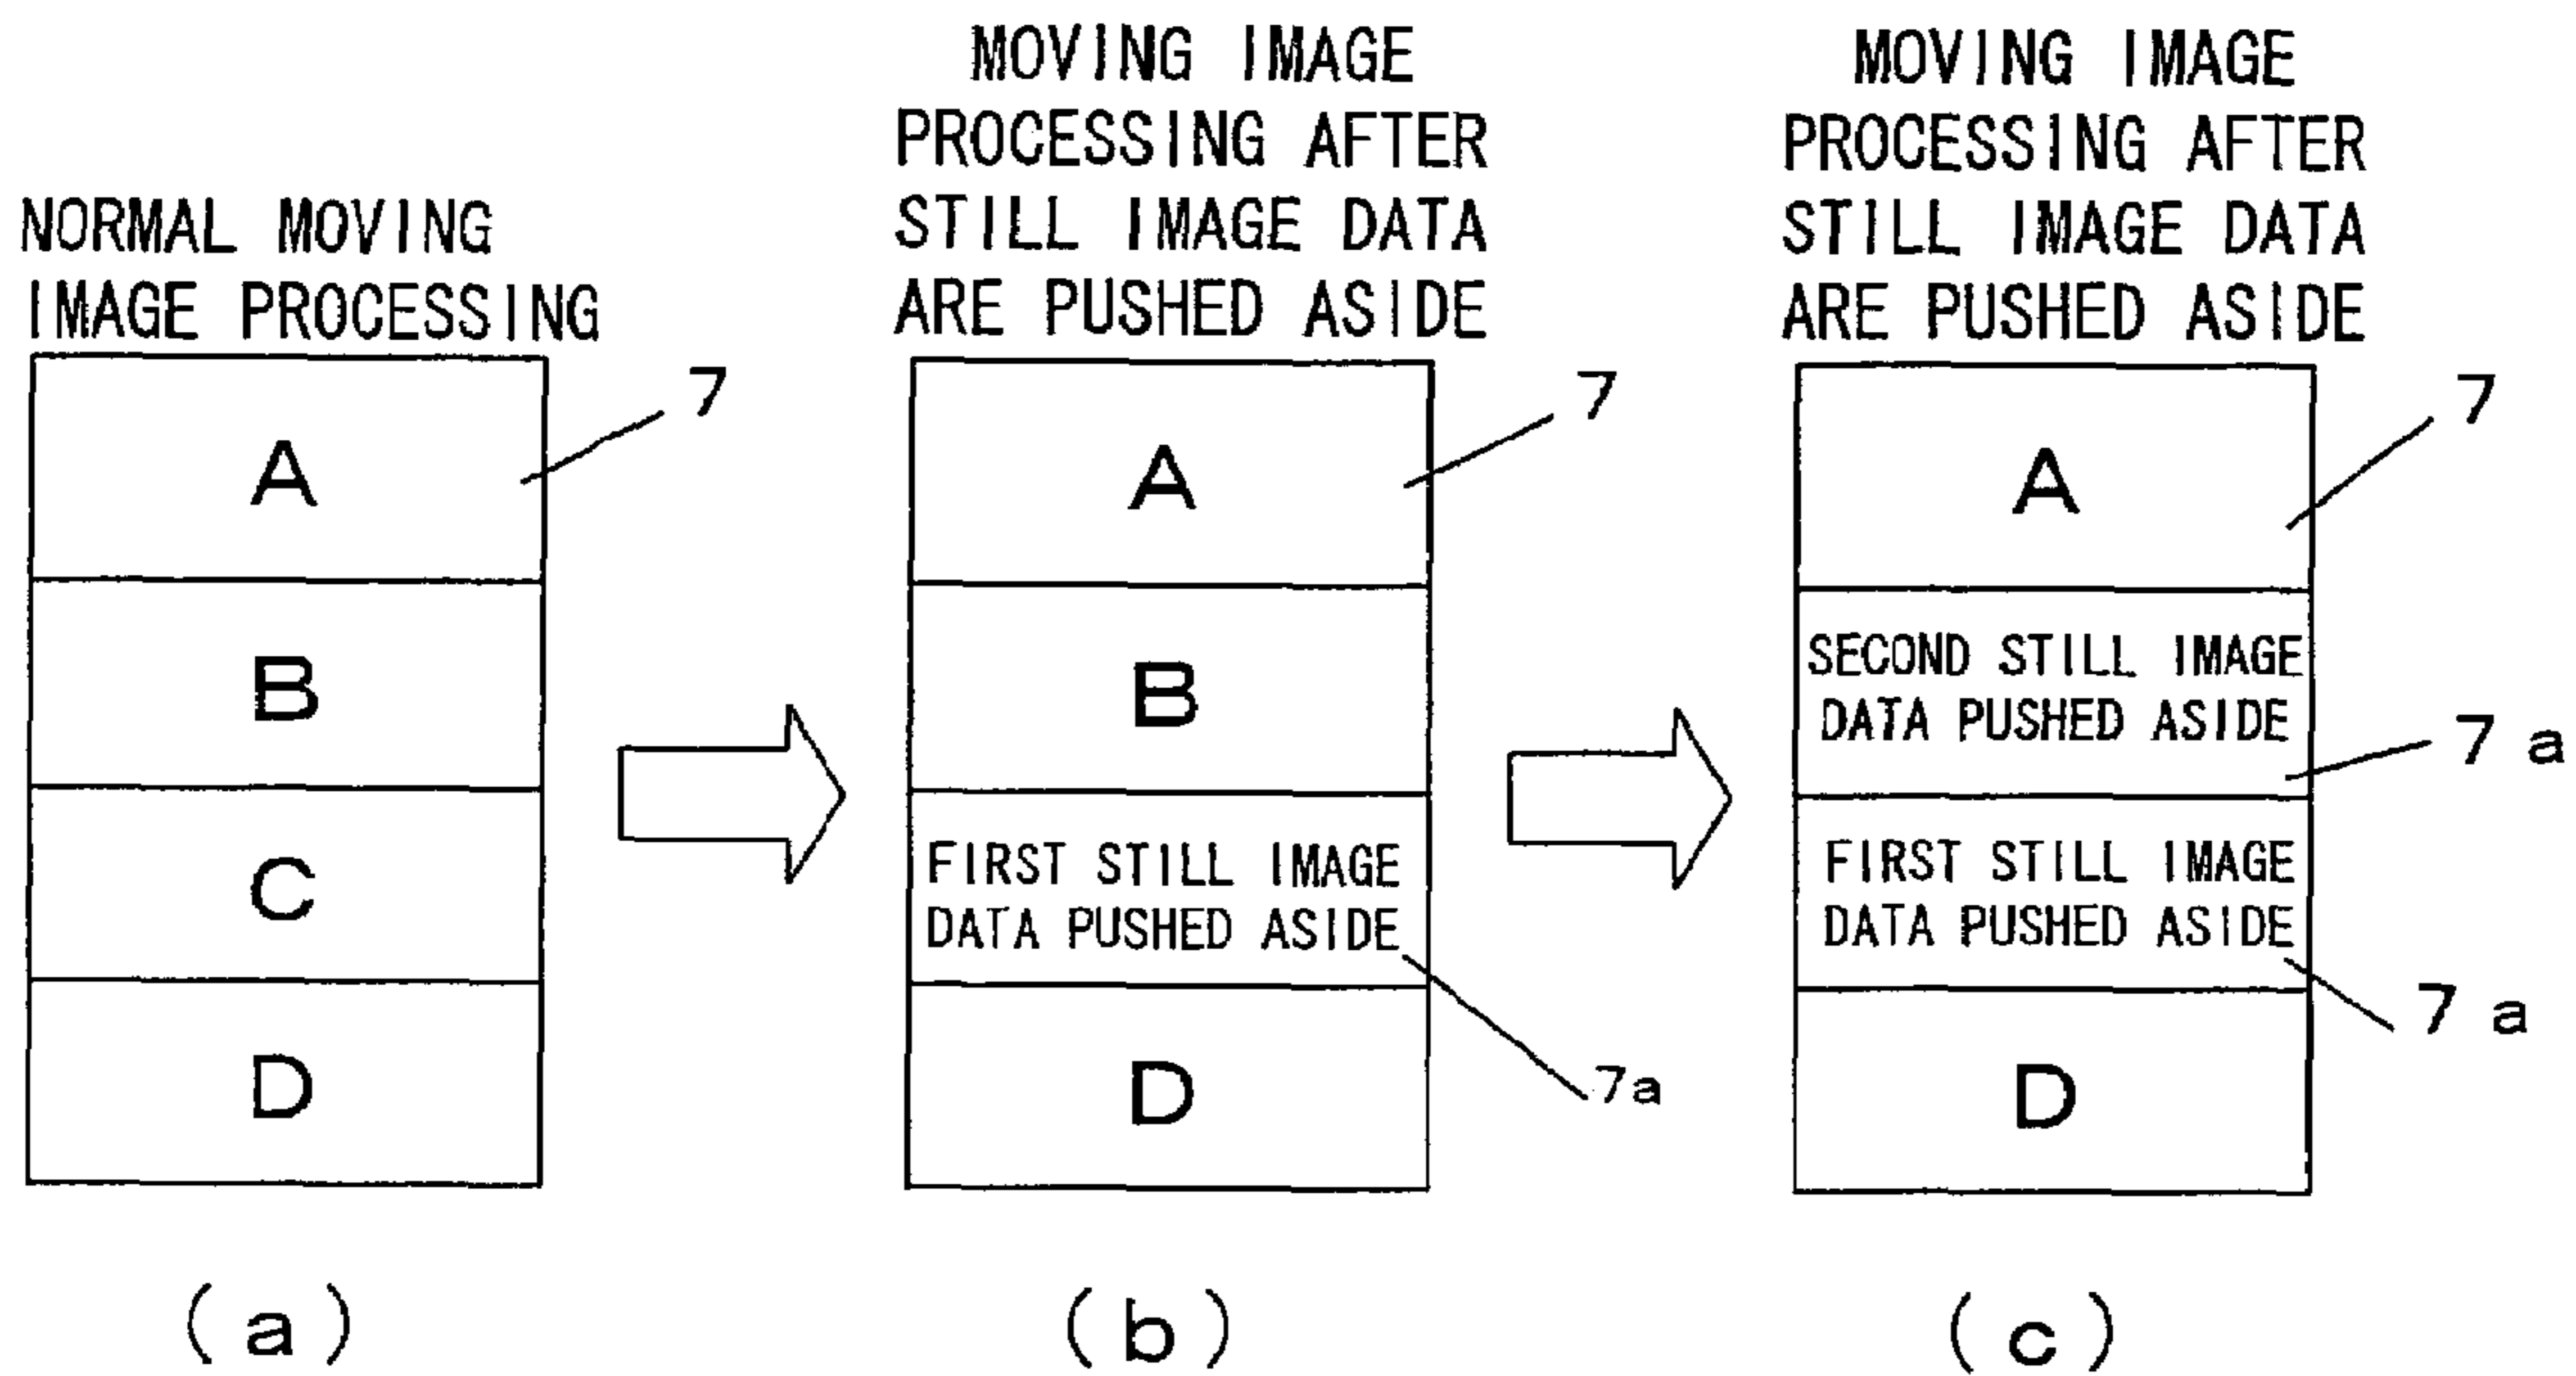 NORMAL MOVING
IMAGE PROCESSING
7
A
B
C
D
(a)
MOVING IMAGE
PROCESSING AFTER
STILL IMAGE DATA
ARE PUSHED ASIDE
7
A
B
FIRST STILL IMAGE
DATA PUSHED ASIDE
7a
D
(b)
MOVING IMAGE
PROCESSING AFTER
STILL IMAGE DATA
ARE PUSHED ASIDE
7
A
SECOND STILL IMAGE
DATA PUSHED ASIDE
7a
FIRST STILL IMAGE
DATA PUSHED ASIDE
7a
D
(c)